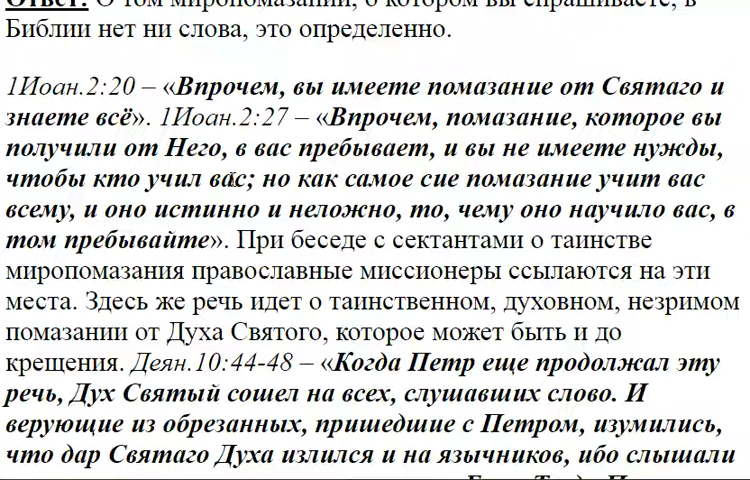 Ответ: О том миропомазании, о котором вы спрашиваете, в
Библии нет ни слова, это определенно.
1Иоан.2:20 – «Впрочем, вы имеете помазание от Святаго и
знаете всё». 1Иоан.2:27 – «Впрочем, помазание, которое вы
получили от Него, в вас пребывает, и вы не имеете нужды,
чтобы кто учил вас; но как самое сие помазание учит вас
всему, и оно истинно и неложно, то, чему оно научило вас, в
том пребывайте». При беседе с сектантами о таинстве
миропомазания православные миссионеры ссылаются на эти
места. Здесь же речь идет о таинственном, духовном, незримом
помазании от Духа Святого, которое может быть и до
крещения. Деян.10:44-48 – «Когда Петр еще продолжал эту
речь, Дух Святый сошел на всех, слушавших слово. И
верующие из обрезанных, пришедшие с Петром, изумились,
что дар Святаго Духа излился и на язычников, ибо слышали